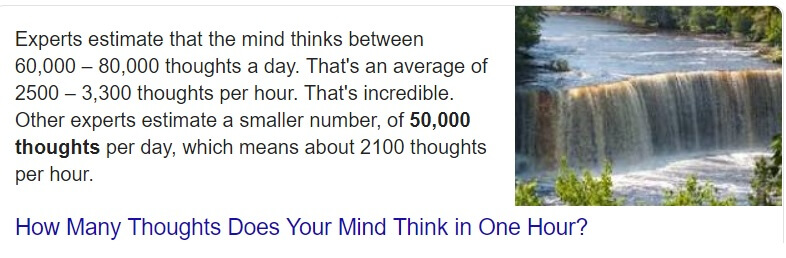 Experts estimate that the mind thinks between
60,000 – 80,000 thoughts a day. That's an average of
2500 – 3,300 thoughts per hour. That's incredible.
Other experts estimate a smaller number, of 50,000
thoughts per day, which means about 2100 thoughts
per hour.
How Many Thoughts Does Your Mind Think in One Hour?